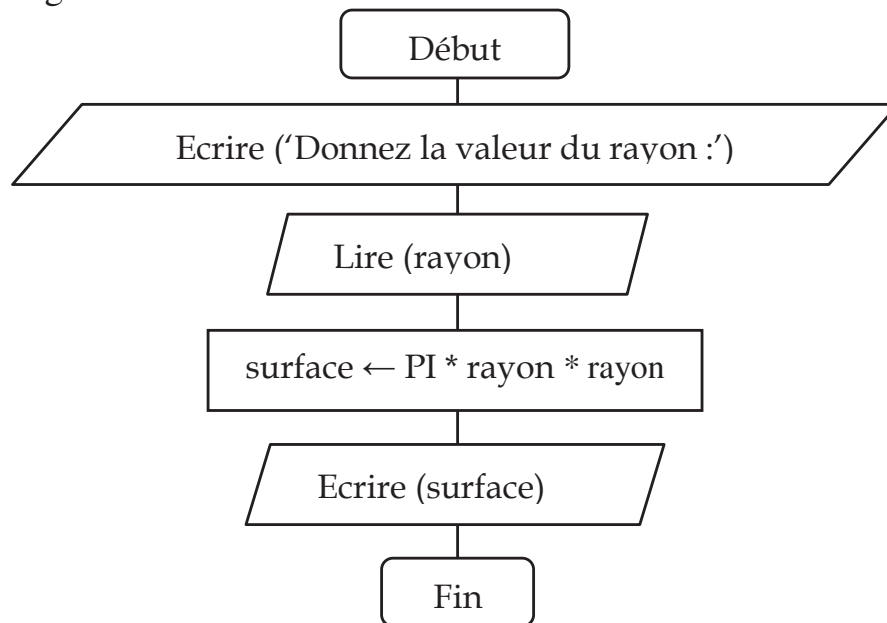 Début
Ecrire (‘Donnez la valeur du rayon :’)
Lire (rayon)
surface ← PI * rayon * rayon
Ecrire (surface)
Fin